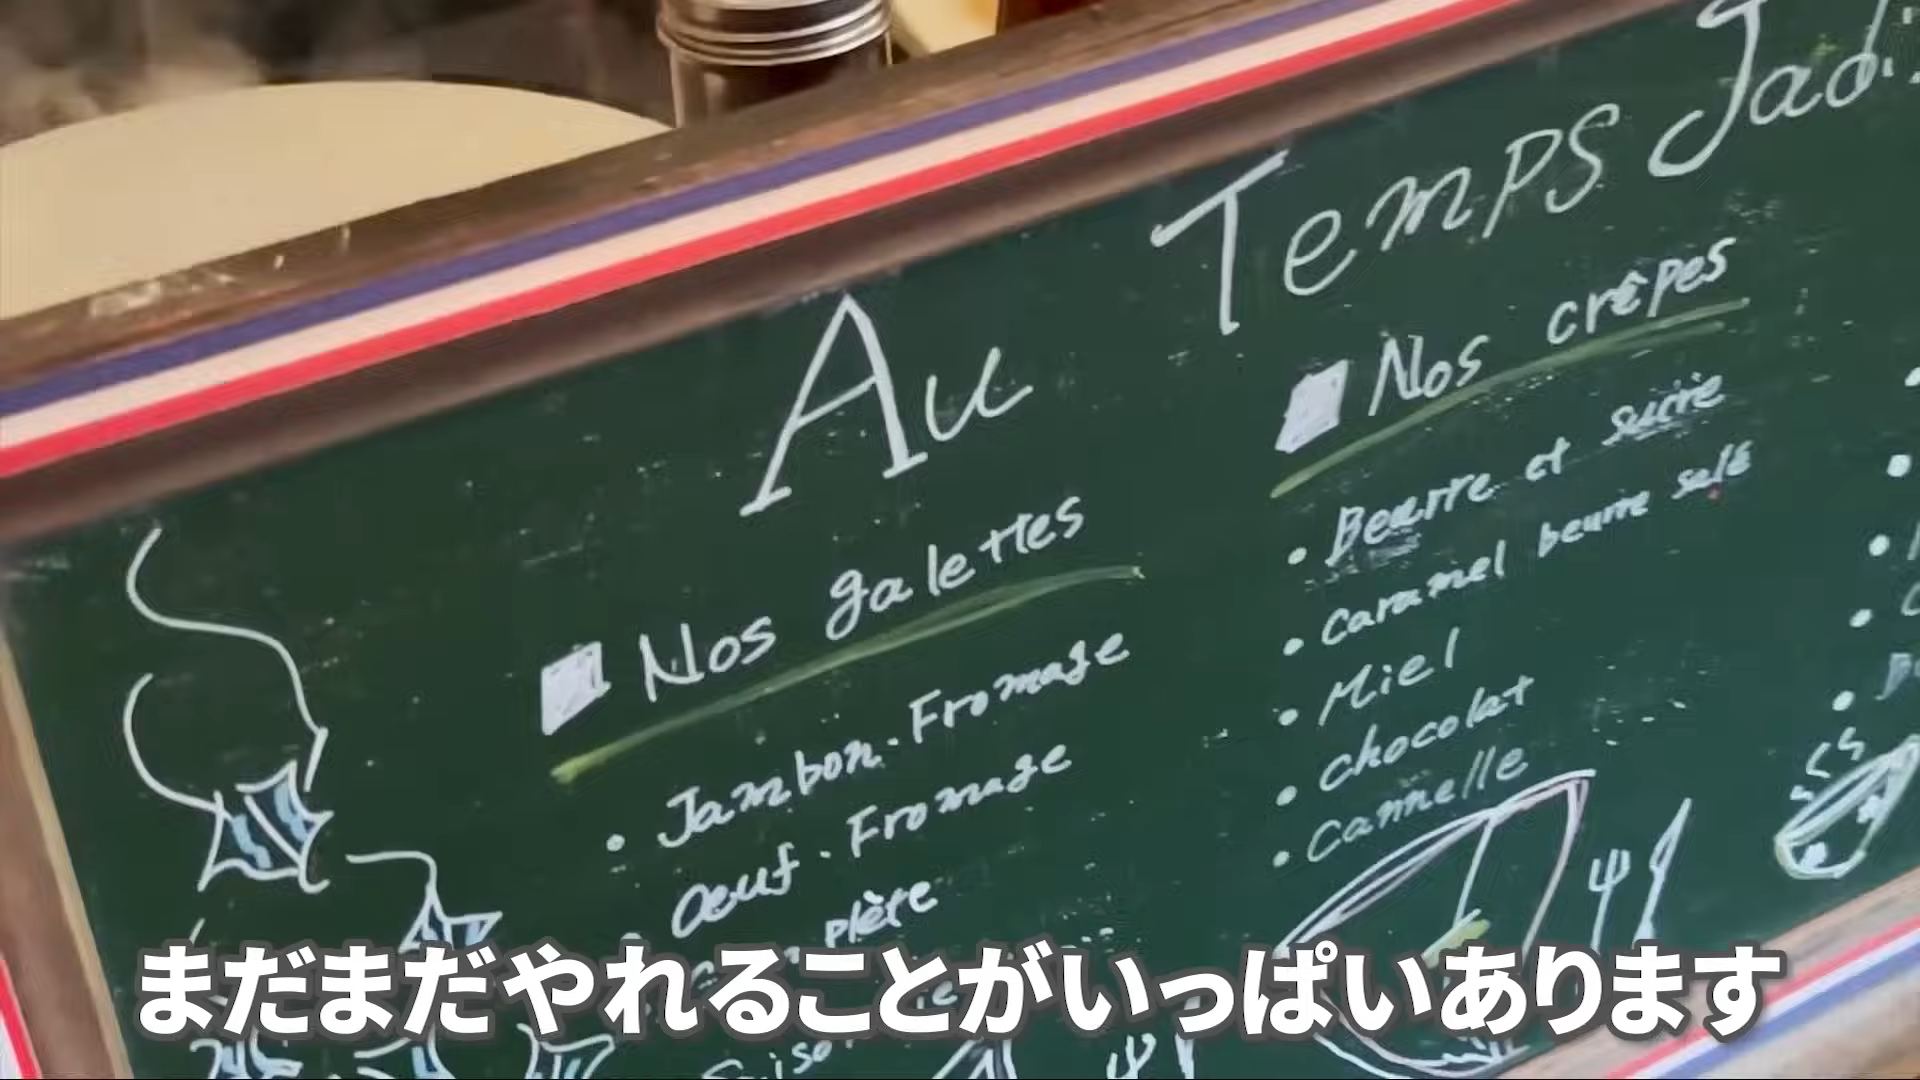 Au Temps Jad
Nos galettes
• Jambon. Fromage
Oeuf. Fromage
plète
Nos crêpes
• Beurre et sucre
• caramel beurre salé
• Miel
• chocolat
• Cannelle
まだまだやれることがいっぱいあります